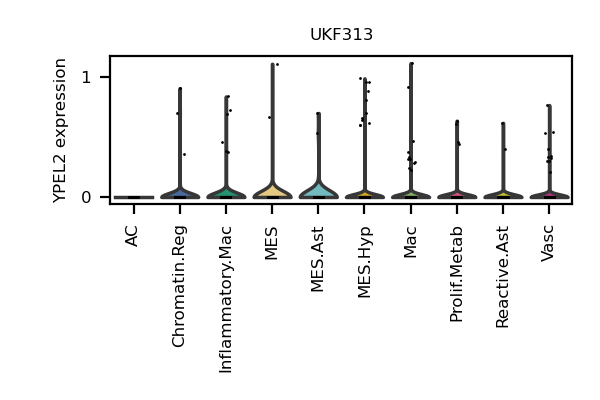 UKF313
YPEL2 expression
1
0
AC
Chromatin.Reg
Inflammatory.Mac
MES
MES.Ast
MES.Hyp
Mac
Prolif.Metab
Reactive.Ast
Vasc